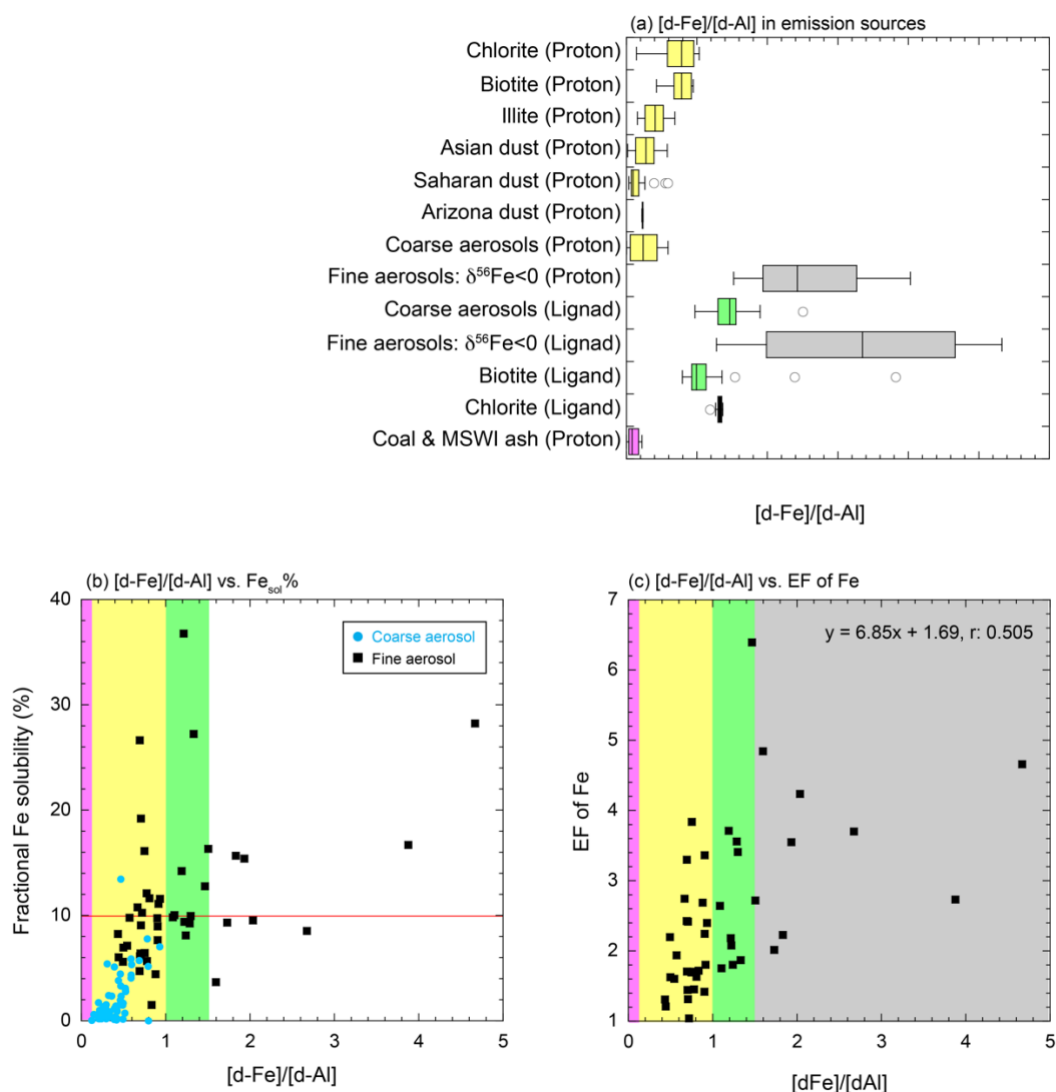 (a) [d-Fe]/[d-Al] in emission sources
Chlorite (Proton)
Biotite (Proton)
Illite (Proton)
Asian dust (Proton)
Saharan dust (Proton)
Arizona dust (Proton)
Coarse aerosols (Proton)
Fine aerosols: δ⁵⁶Fe<0 (Proton)
Coarse aerosols (Lignad)
Fine aerosols: δ⁵⁶Fe<0 (Lignad)
Biotite (Ligand)
Chlorite (Ligand)
Coal & MSWI ash (Proton)
[d-Fe]/[d-Al]
(b) [d-Fe]/[d-Al] vs. Feₛₒₗ%
40
30
20
10
0
Fractional Fe solubility (%)
Coarse aerosol
Fine aerosol
0 1 2 3 4 5
[d-Fe]/[d-Al]
(c) [d-Fe]/[d-Al] vs. EF of Fe
7
6
5
4
3
2
1
EF of Fe
y = 6.85x + 1.69, r: 0.505
0 1 2 3 4 5
[dFe]/[dAl]